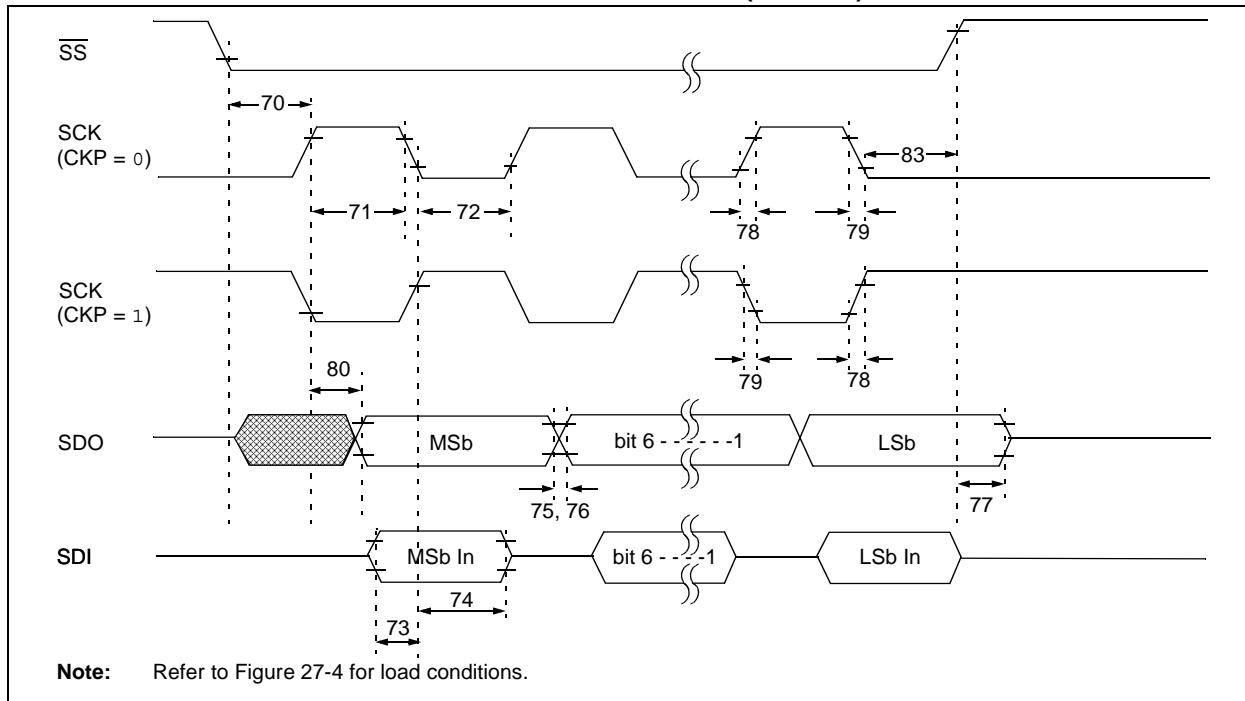 SS
70
SCK
(CKP = 0)
83
71
72
78
79
SCK
(CKP = 1)
80
79
78
SDO
MSb
bit 6 - - - - - -1
LSb
75, 76
77
SDI
MSb In
bit 6 - - - - -1
LSb In
74
73
Note: Refer to Figure 27-4 for load conditions.